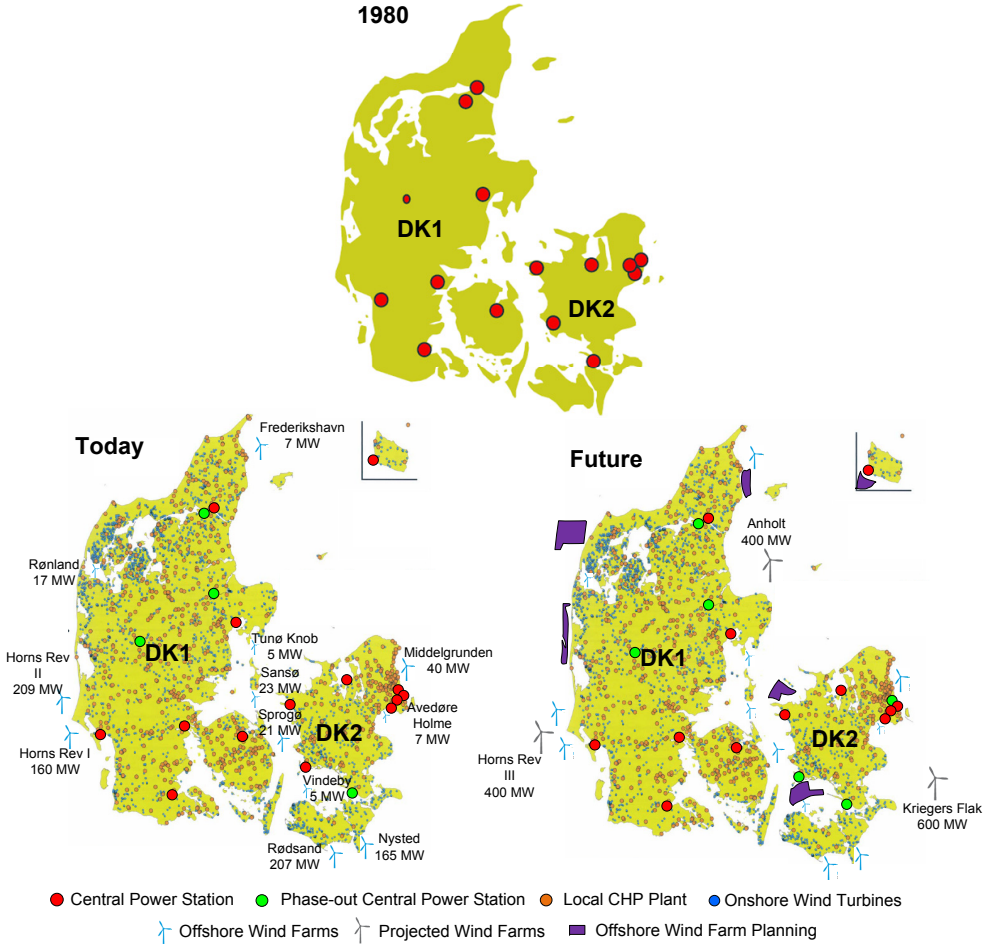 1980
DK1
DK2
Today
Frederikshavn
7 MW
Rønland
17 MW
DK1
Tunø Knob
5 MW
Sansø
23 MW
Sprogø
21 MW
Middelgrunden
40 MW
Avedøre
Holme
7 MW
Horns Rev
II
209 MW
Horns Rev I
160 MW
DK2
Vindeby
5 MW
Rødsand
207 MW
Nysted
165 MW
Future
Anholt
400 MW
DK1
DK2
Horns Rev
III
400 MW
Kriegers Flak
600 MW
Central Power Station
Phase-out Central Power Station
Local CHP Plant
Onshore Wind Turbines
Offshore Wind Farms
Projected Wind Farms
Offshore Wind Farm Planning